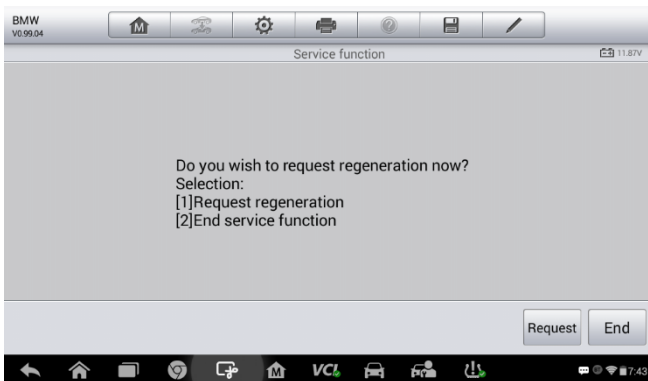 BMW
V0.99.04
M
Service function
11.87V
Do you wish to request regeneration now?
Selection:
[1]Request regeneration
[2]End service function
Request
End
M
VCI
7:43